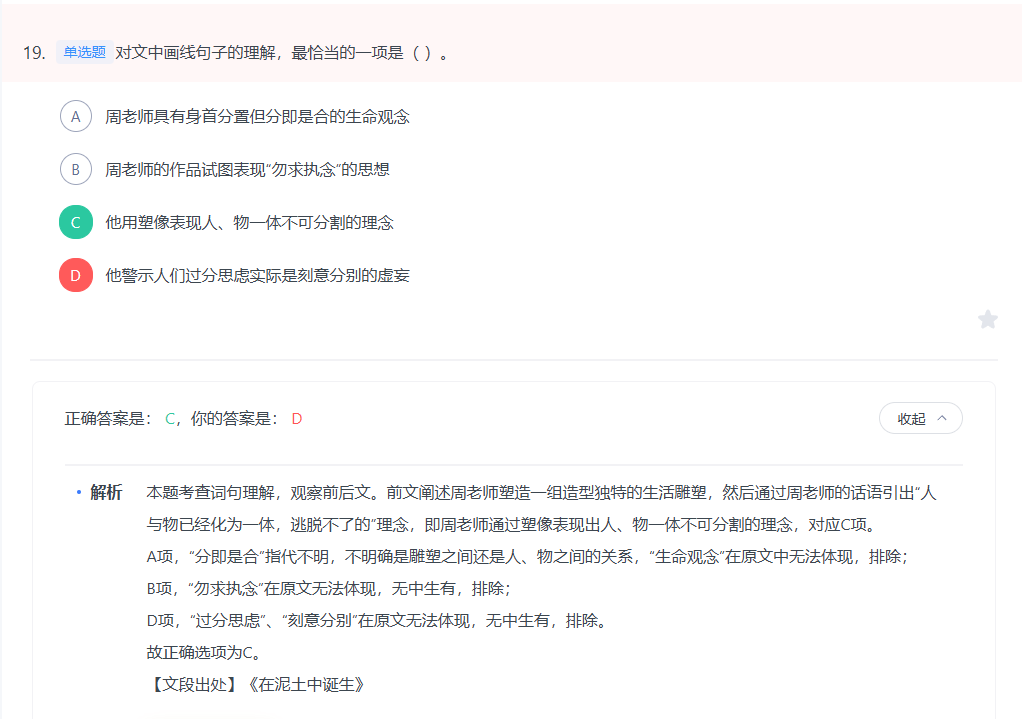 19. 单选题 对文中画线句子的理解，最恰当的一项是（ ）。
A 周老师具有身首分置但分即是合的生命观念
B 周老师的作品试图表现“勿求执念”的思想
C 他用塑像表现人、物一体不可分割的理念
D 他警示人们过分思虑实际是刻意分别的虚妄
正确答案是： C，你的答案是： D
收起
• 解析 本题考查词句理解，观察前后文。前文阐述周老师塑造一组造型独特的生活雕塑，然后通过周老师的话语引出“人
与物已经化为一体，逃脱不了的”理念，即周老师通过塑像表现出人、物一体不可分割的理念，对应C项。
A项，“分即是合”指代不明，不明确是雕塑之间还是人、物之间的关系，“生命观念”在原文中无法体现，排除；
B项，“勿求执念”在原文无法体现，无中生有，排除；
D项，“过分思虑”、“刻意分别”在原文无法体现，无中生有，排除。
故正确选项为C。
【文段出处】《在泥土中诞生》